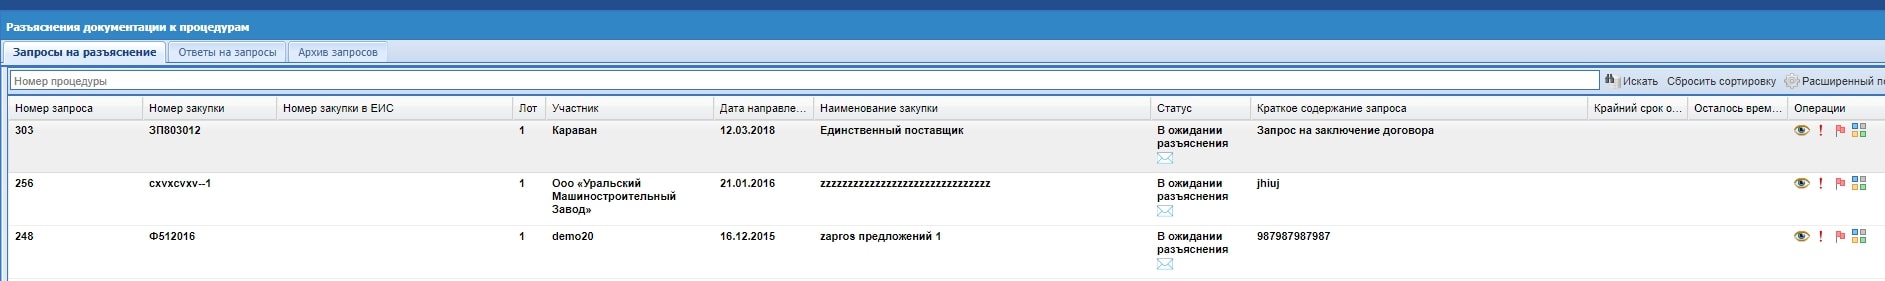 Разъяснения документации к процедурам
Запросы на разъяснение Ответы на запросы Архив запросов
Номер процедуры Искать Сбросить сортировку Расширенный по
Номер запроса Номер закупки Номер закупки в ЕИС Лот Участник Дата направле... Наименование закупки Статус Краткое содержание запроса Крайний срок о... Осталось врем... Операции
303 ЗП803012 1 Караван 12.03.2018 Единственный поставщик В ожидании Запрос на заключение договора
разъяснения
256 cxvxcvxv--1 1 Ооо «Уральский 21.01.2016 zzzzzzzzzzzzzzzzzzzzzzzzzzzzzzz В ожидании jhiuj
Машиностроительный разъяснения
Завод»
248 Ф512016 1 demo20 16.12.2015 zapros предложений 1 В ожидании 987987987987
разъяснения